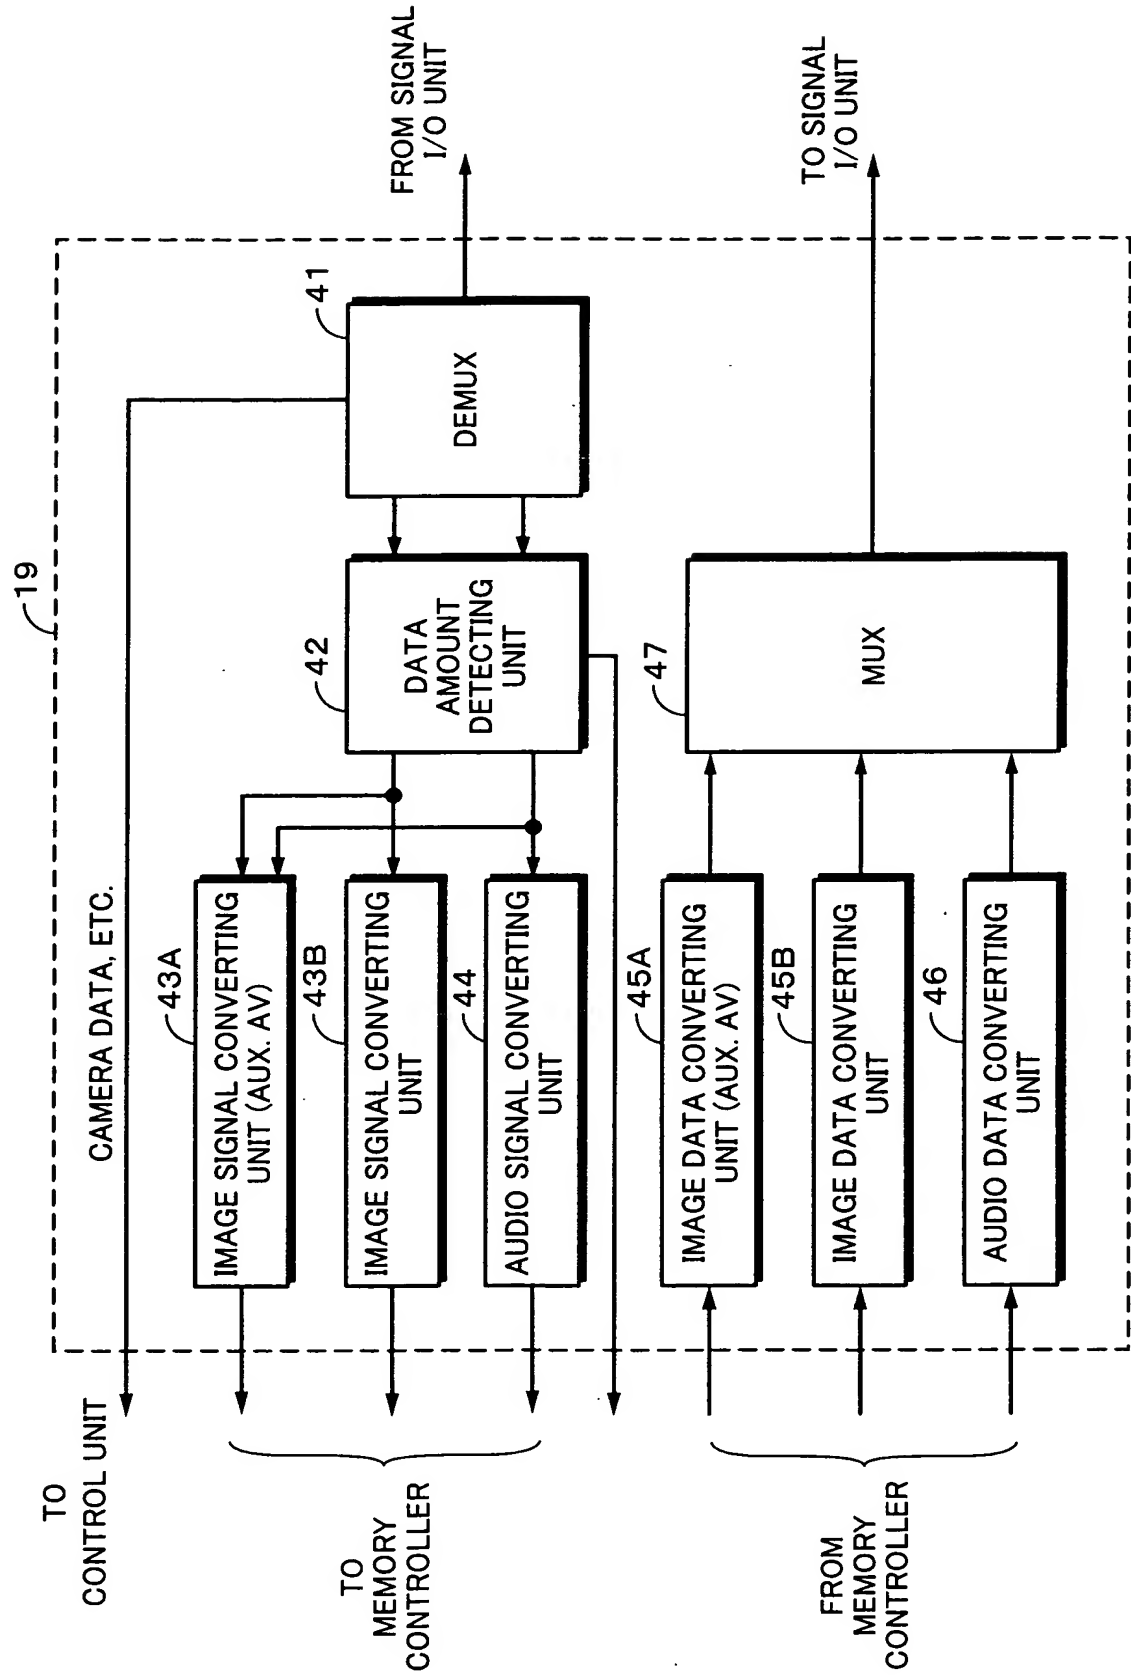 19
TO
CONTROL UNIT
CAMERA DATA, ETC.
TO
MEMORY
CONTROLLER
43A
IMAGE SIGNAL CONVERTING
UNIT (AUX. AV)
43B
IMAGE SIGNAL CONVERTING
UNIT
44
AUDIO SIGNAL CONVERTING
UNIT
42
DATA
AMOUNT
DETECTING
UNIT
41
DEMUX
FROM SIGNAL
I/O UNIT
FROM
MEMORY
CONTROLLER
45A
IMAGE DATA CONVERTING
UNIT (AUX. AV)
45B
IMAGE DATA CONVERTING
UNIT
46
AUDIO DATA CONVERTING
UNIT
47
MUX
TO SIGNAL
I/O UNIT